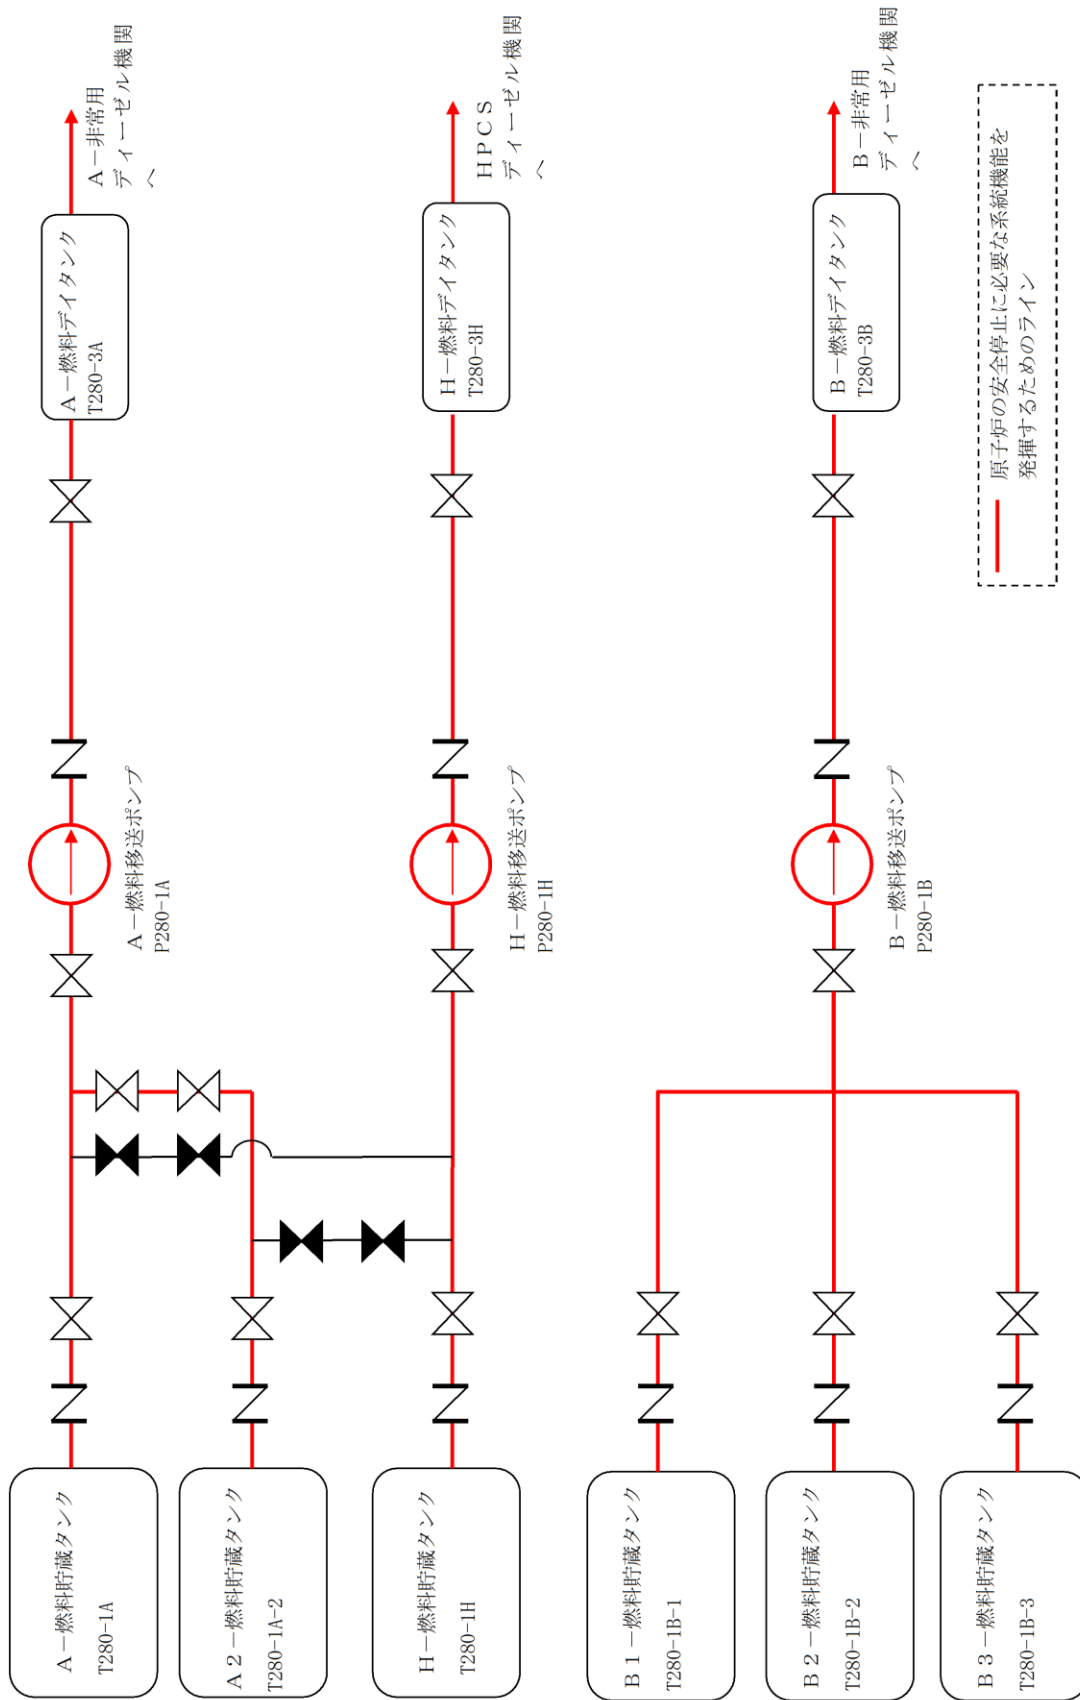 A－燃料貯蔵タンク
T280-1A
A2－燃料貯蔵タンク
T280-1A-2
H－燃料貯蔵タンク
T280-1H
B1－燃料貯蔵タンク
T280-1B-1
B2－燃料貯蔵タンク
T280-1B-2
B3－燃料貯蔵タンク
T280-1B-3
A－燃料移送ポンプ
P280-1A
H－燃料移送ポンプ
P280-1H
B－燃料移送ポンプ
P280-1B
A－燃料デイタンク
T280-3A
H－燃料デイタンク
T280-3H
B－燃料デイタンク
T280-3B
A－非常用
ディーゼル機関
へ
HPCS
ディーゼル機関
へ
B－非常用
ディーゼル機関
へ
原子炉の安全停止に必要な系統機能を
発揮するためのライン